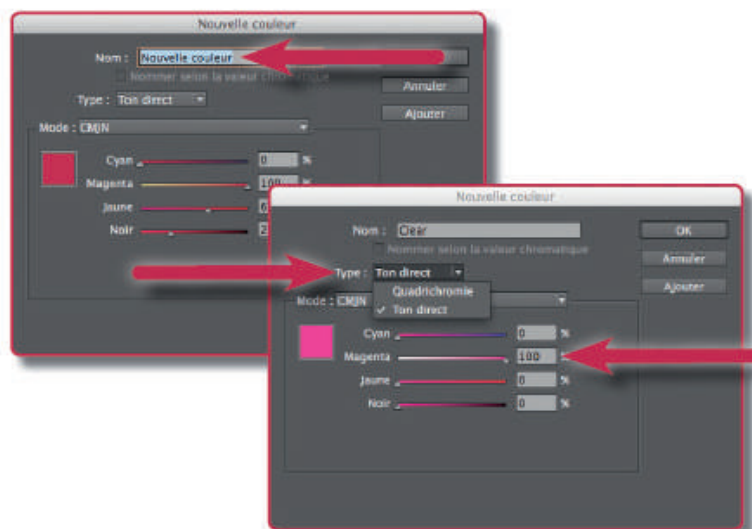 Nouvelle couleur
Nom : Nouvelle couleur
Nommer selon la valeur chromatique
Annuler
Type : Ton direct
Ajouter
Mode : CMJN
Cyan 0 %
Magenta 100 %
Jaune
Noir
Nouvelle couleur
Nom : Clear
OK
Nommer selon la valeur chromatique
Annuler
Type : Ton direct
Ajouter
Quadrichromie
Mode : CMJN
✓ Ton direct
Cyan 0 %
Magenta 100
Jaune 0 %
Noir 0 %